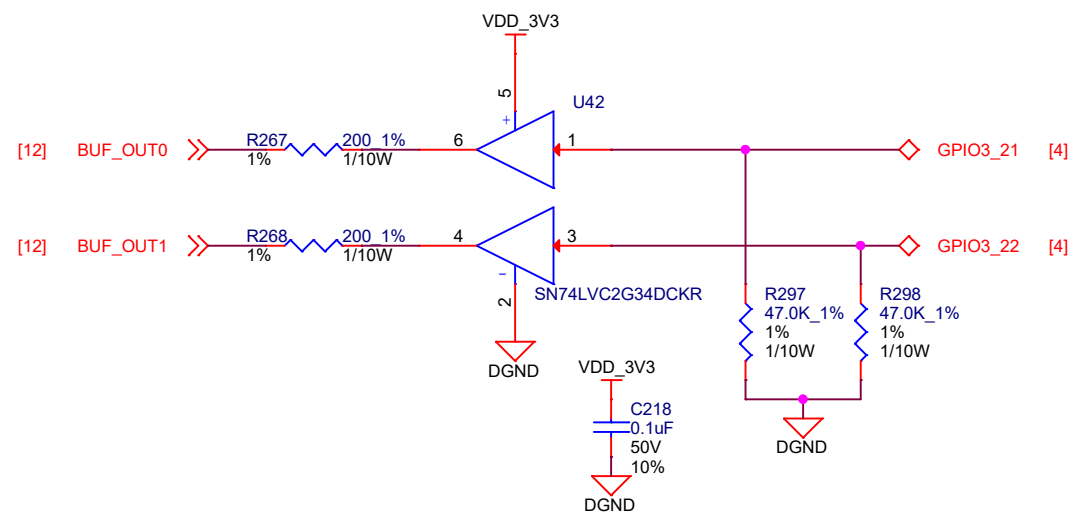 VDD_3V3
5
U42
+
[12] BUF_OUT0 R267 200_1% 6 1 GPIO3_21 [4]
1% 1/10W
[12] BUF_OUT1 R268 200_1% 4 3 GPIO3_22 [4]
1% 1/10W
-
2
SN74LVC2G34DCKR
DGND
R297
47.0K_1%
1%
1/10W
R298
47.0K_1%
1%
1/10W
DGND
VDD_3V3
C218
0.1uF
50V
10%
DGND